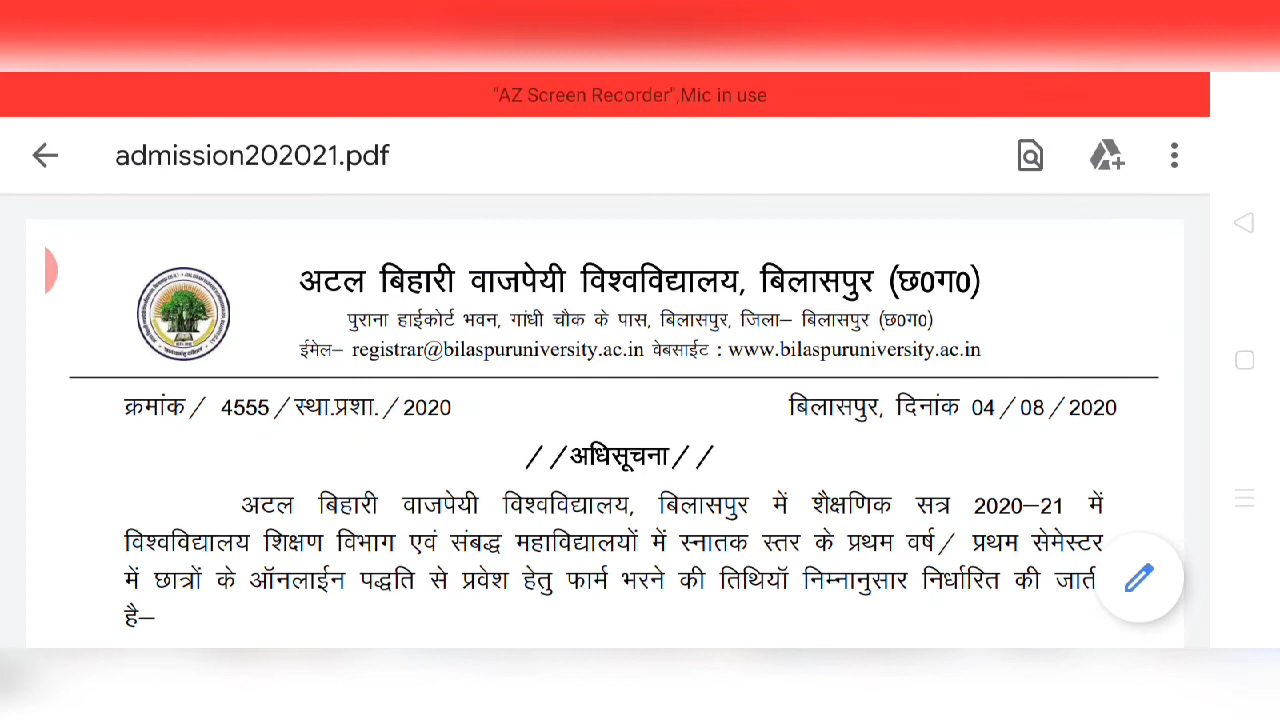 "AZ Screen Recorder",Mic in use
admission202021.pdf
अटल बिहारी वाजपेयी विश्वविद्यालय, बिलासपुर (छ0ग0)
पुराना हाईकोर्ट भवन, गांधी चौक के पास, बिलासपुर, जिला– बिलासपुर (छ0ग0)
ईमेल– registrar@bilaspuruniversity.ac.in वेबसाईट : www.bilaspuruniversity.ac.in
क्रमांक / 4555 / स्था.प्रशा. / 2020 बिलासपुर, दिनांक 04 / 08 / 2020
//अधिसूचना//
अटल बिहारी वाजपेयी विश्वविद्यालय, बिलासपुर में शैक्षणिक सत्र 2020–21 में
विश्वविद्यालय शिक्षण विभाग एवं संबद्ध महाविद्यालयों में स्नातक स्तर के प्रथम वर्ष / प्रथम सेमेस्टर
में छात्रों के ऑनलाईन पद्धति से प्रवेश हेतु फार्म भरने की तिथियॉ निम्नानुसार निर्धारित की
है–